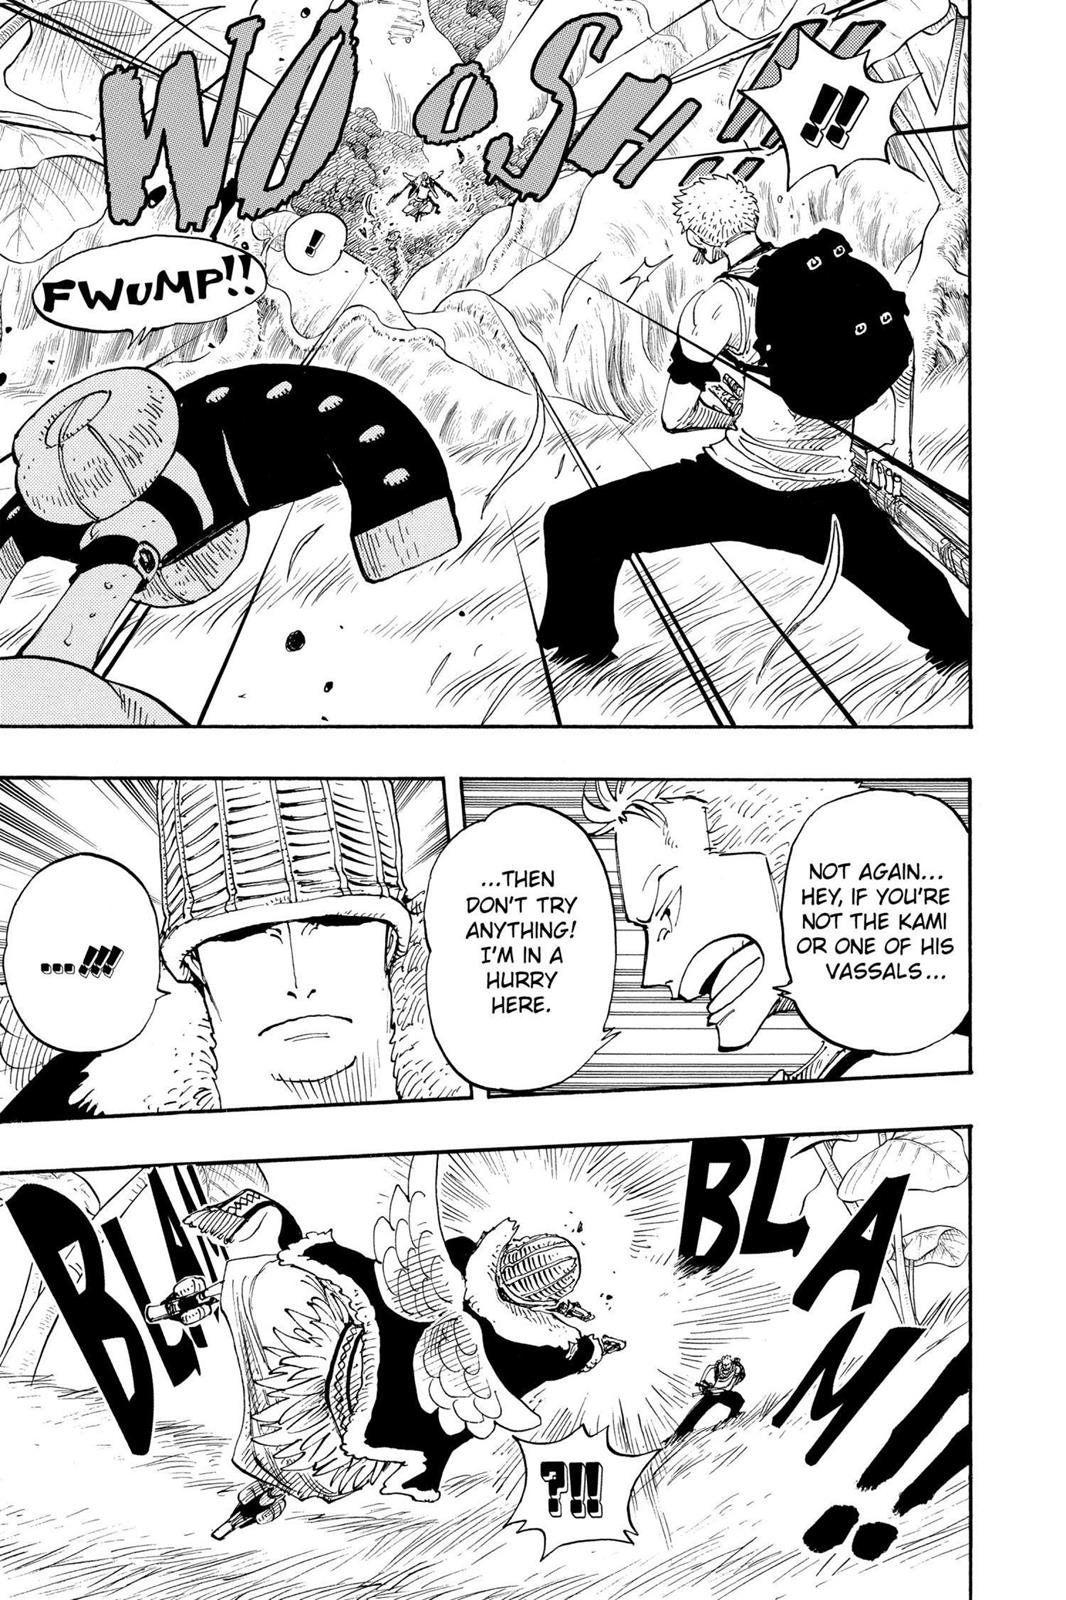 WOOSH!!!
!!
!
FWUMP!!
NOT AGAIN...
HEY, IF YOU'RE
NOT THE KAMI
OR ONE OF HIS
VASSALS...
...THEN
DON'T TRY
ANYTHING!
I'M IN A
HURRY
HERE.
...!!!
BLAM!!
BLAM
?!!